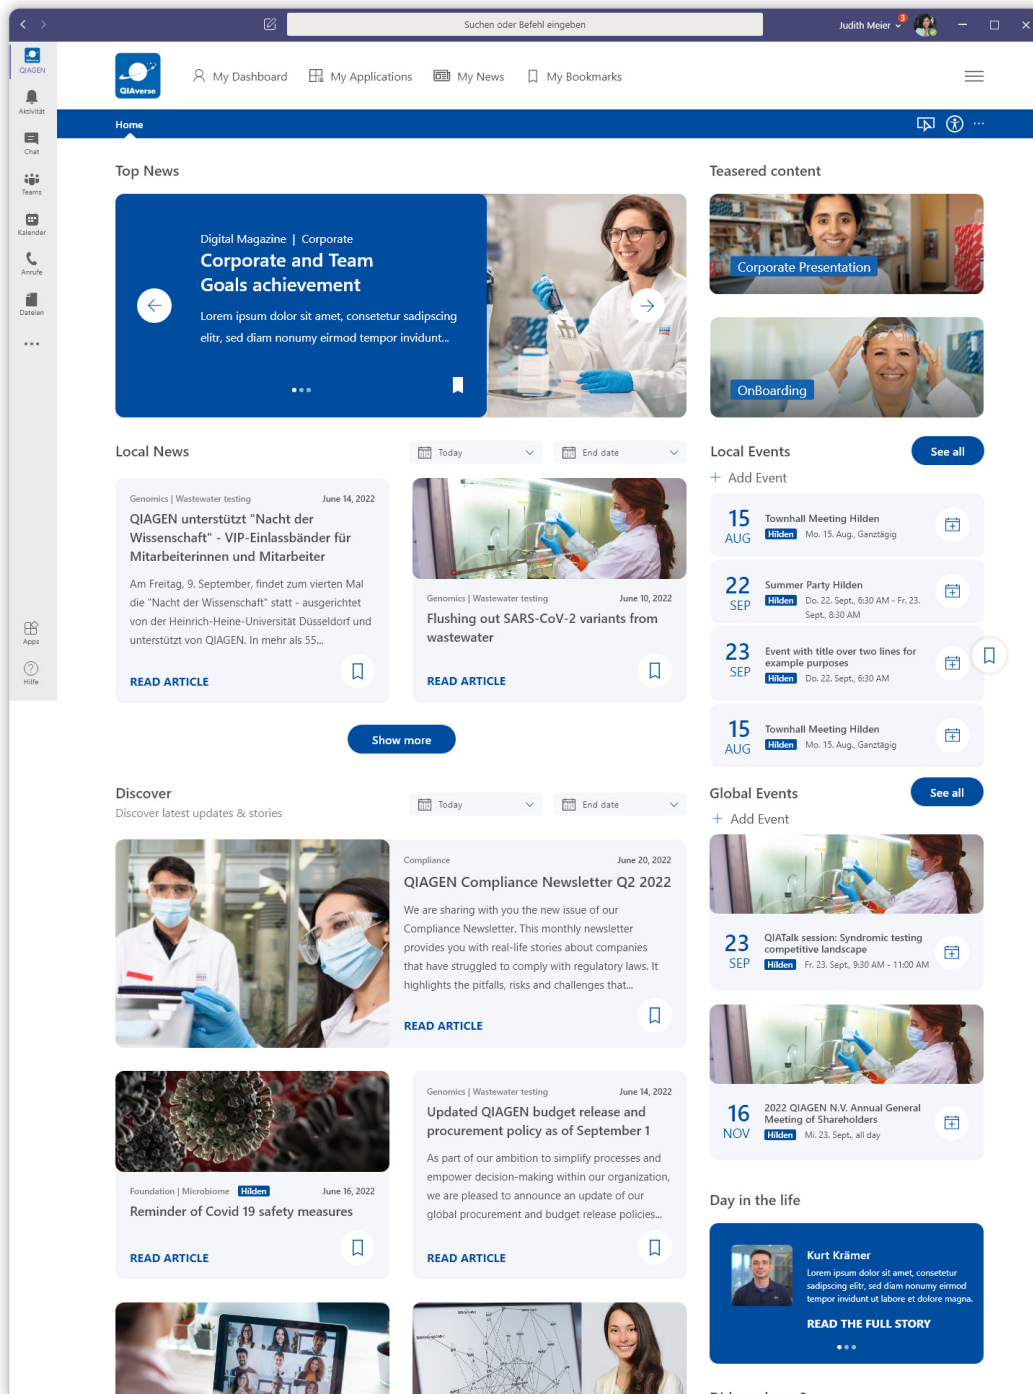 Suchen oder Befehl eingeben
Judith Meier
3
QIAGEN
Aktivität
Chat
Teams
Kalender
Anrufe
Dateien
Apps
Hilfe
QIAverse
My Dashboard
My Applications
My News
My Bookmarks
Home
Top News
Digital Magazine | Corporate
Corporate and Team
Goals achievement
Lorem ipsum dolor sit amet, consetetur sadipscing
elitr, sed diam nonumy eirmod tempor invidunt...
Teasered content
Corporate Presentation
OnBoarding
Local News
Today
End date
Genomics | Wastewater testing
June 14, 2022
QIAGEN unterstützt "Nacht der
Wissenschaft" - VIP-Einlassbänder für
Mitarbeiterinnen und Mitarbeiter
Am Freitag, 9. September, findet zum vierten Mal
die "Nacht der Wissenschaft" statt - ausgerichtet
von der Heinrich-Heine-Universität Düsseldorf und
unterstützt von QIAGEN. In mehr als 55...
READ ARTICLE
Genomics | Wastewater testing
June 10, 2022
Flushing out SARS-CoV-2 variants from
wastewater
READ ARTICLE
Show more
Local Events
See all
+ Add Event
15
AUG
Townhall Meeting Hilden
Hilden Mo. 15. Aug., Ganztägig
22
SEP
Summer Party Hilden
Hilden Do. 22. Sept., 6:30 AM - Fr. 23.
Sept., 8:30 AM
23
SEP
Event with title over two lines for
example purposes
Hilden Do. 22. Sept., 6:30 AM
15
AUG
Townhall Meeting Hilden
Hilden Mo. 15. Aug., Ganztägig
Discover
Discover latest updates & stories
Today
End date
Compliance
June 20, 2022
QIAGEN Compliance Newsletter Q2 2022
We are sharing with you the new issue of our
Compliance Newsletter. This monthly newsletter
provides you with real-life stories about companies
that have struggled to comply with regulatory laws. It
highlights the pitfalls, risks and challenges that...
READ ARTICLE
Foundation | Microbiome Hilden
June 16, 2022
Reminder of Covid 19 safety measures
READ ARTICLE
Genomics | Wastewater testing
June 14, 2022
Updated QIAGEN budget release and
procurement policy as of September 1
As part of our ambition to simplify processes and
empower decision-making within our organization,
we are pleased to announce an update of our
global procurement and budget release policies...
READ ARTICLE
Global Events
See all
+ Add Event
23
SEP
QIATalk session: Syndromic testing
competitive landscape
Hilden Fr. 23. Sept., 9:30 AM - 11:00 AM
16
NOV
2022 QIAGEN N.V. Annual General
Meeting of Shareholders
Hilden Mi. 23. Sept., all day
Day in the life
Kurt Krämer
Lorem ipsum dolor sit amet, consetetur
sadipscing elitr, sed diam nonumy eirmod
tempor invidunt ut labore et dolore magna.
READ THE FULL STORY